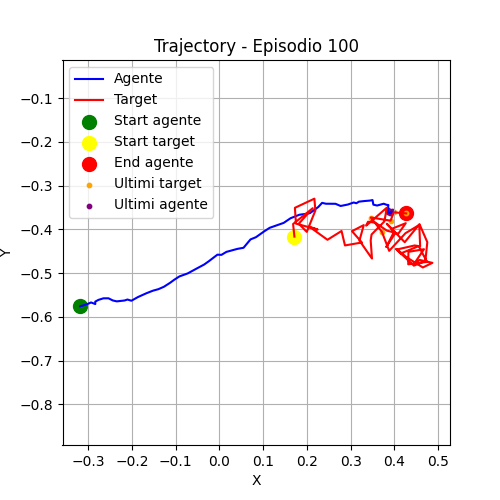 Trajectory - Episodio 100
Agente
Target
Start agente
Start target
End agente
Ultimi target
Ultimi agente
−0.1
−0.2
−0.3
−0.4
−0.5
−0.6
−0.7
−0.8
Y
−0.3 −0.2 −0.1 0.0 0.1 0.2 0.3 0.4 0.5
X